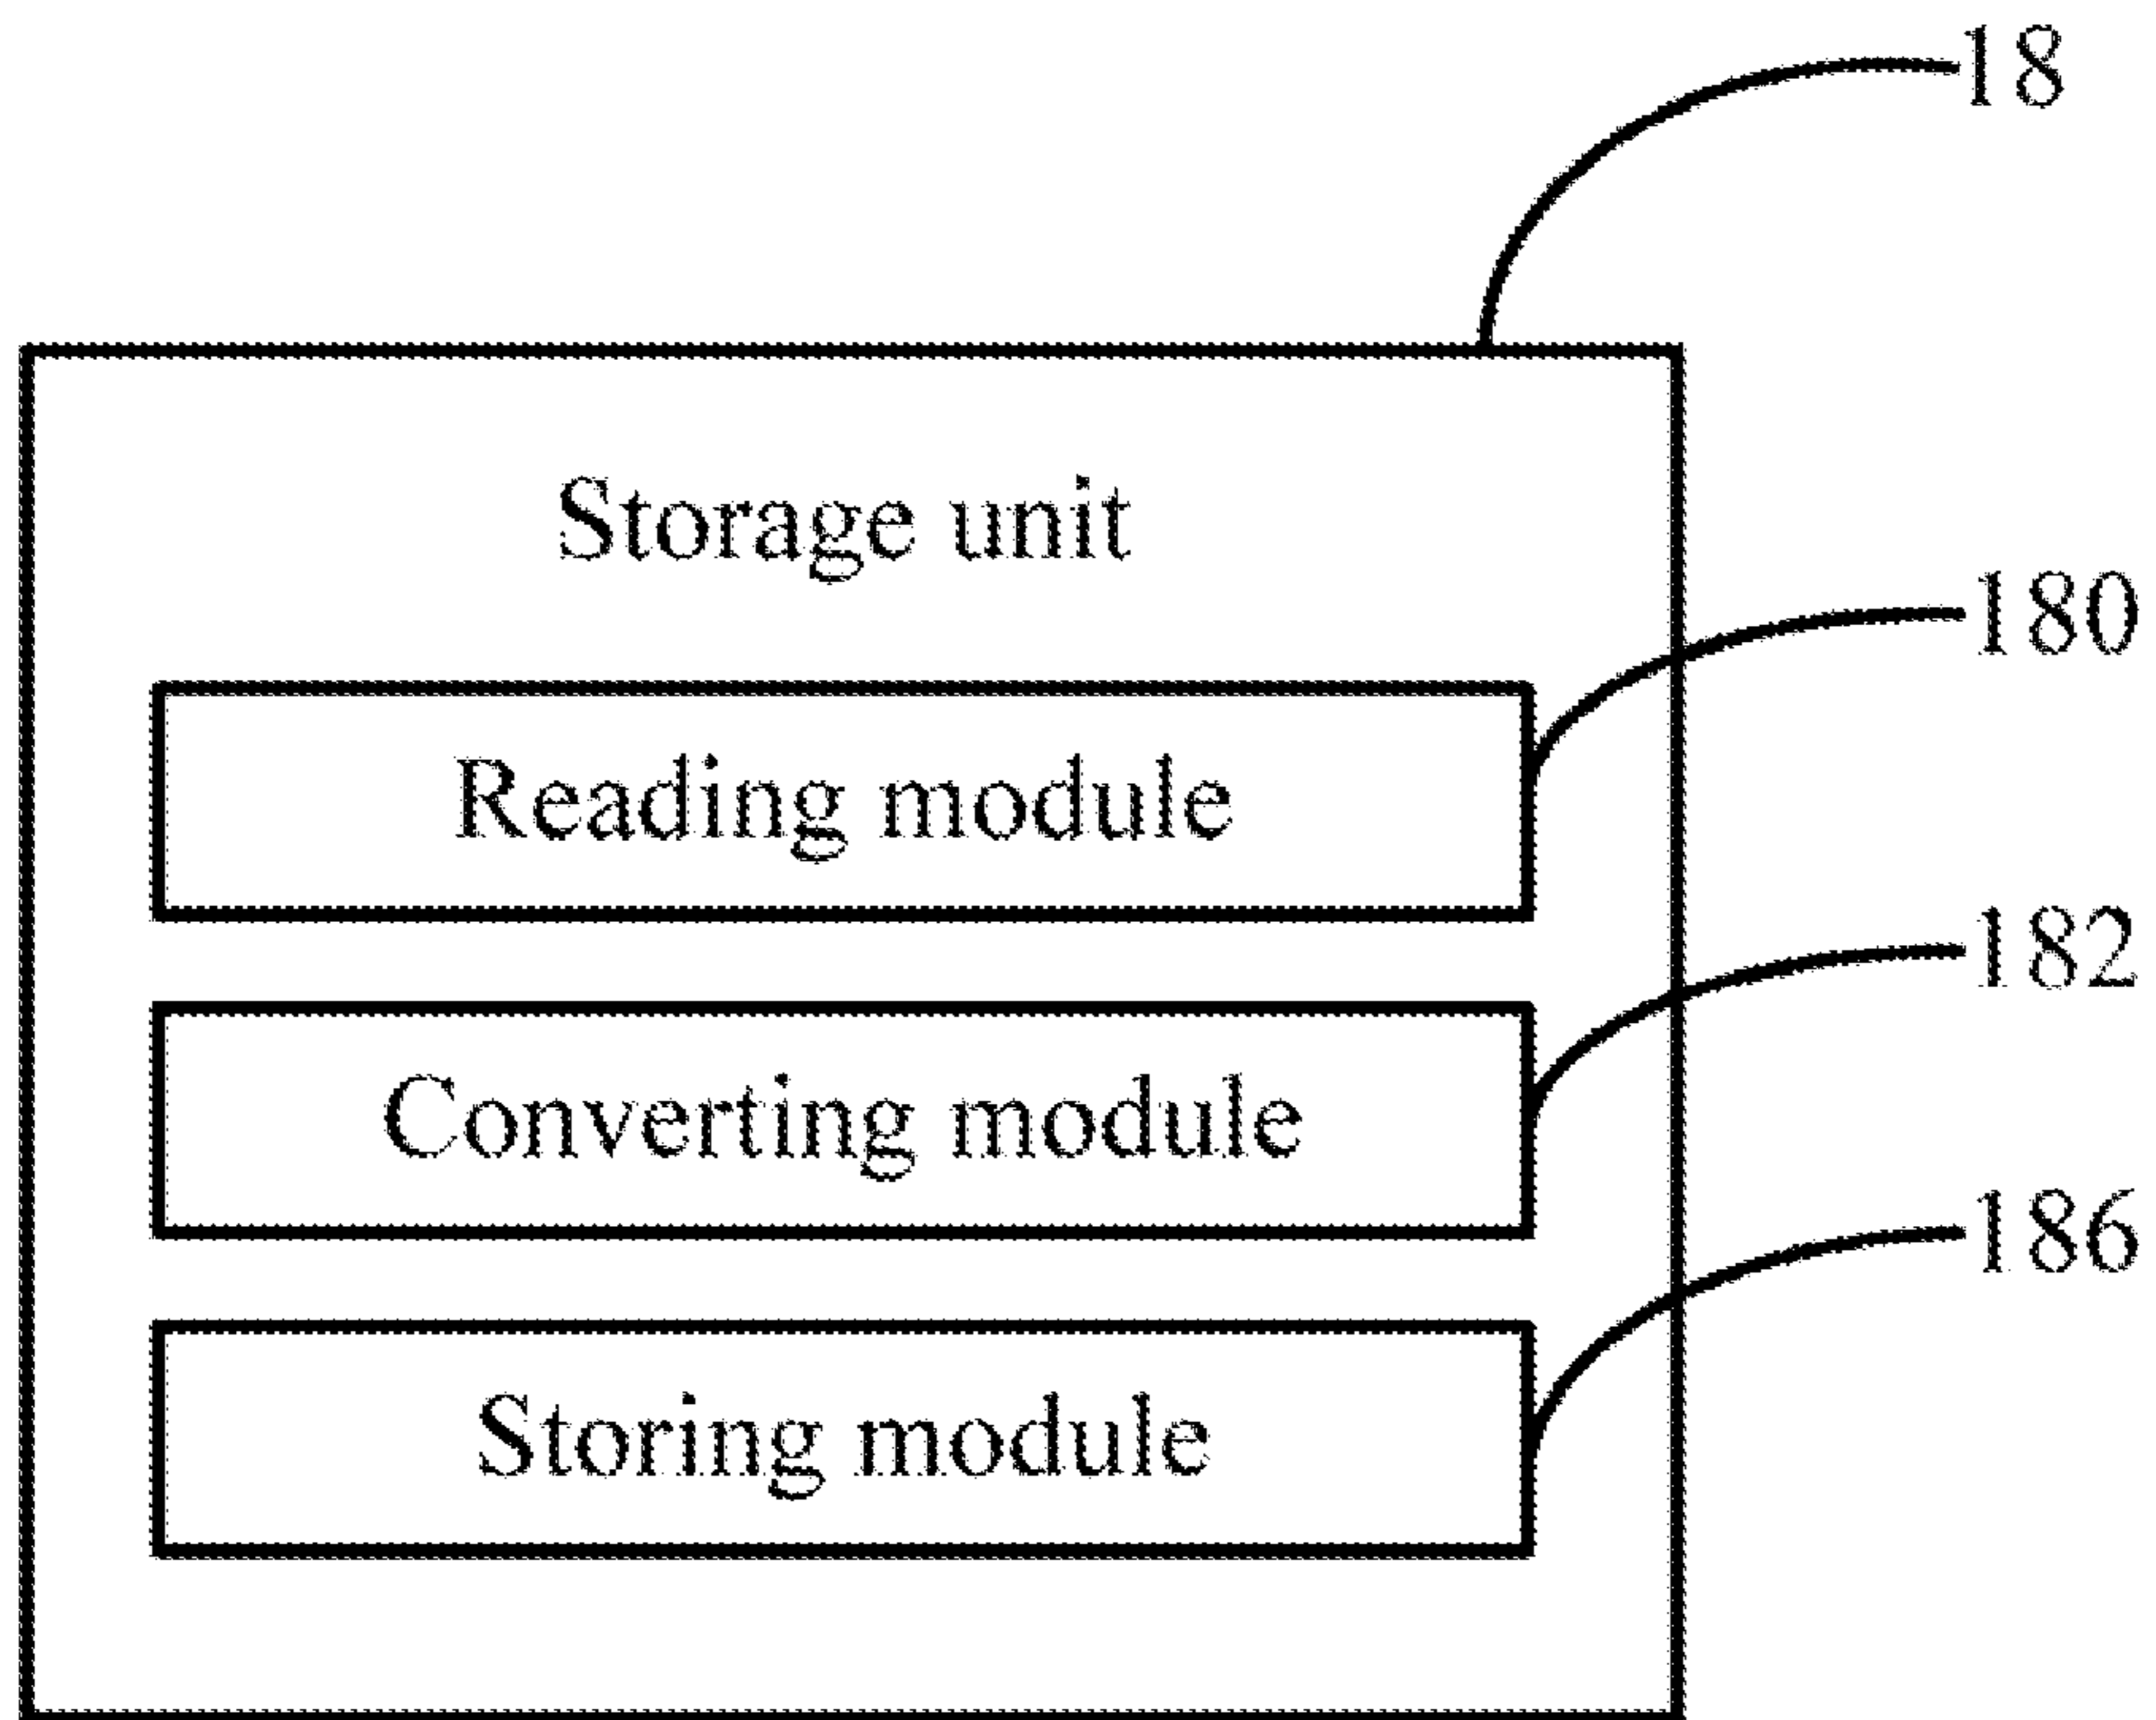 18
Storage unit
180
Reading module
182
Converting module
186
Storing module